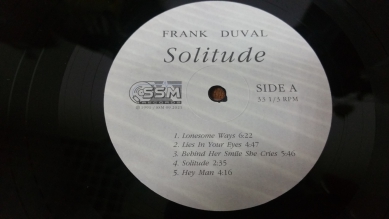 FRANK DUVAL
Solitude
SSM
RECORDS
SIDE A
33 1/3 RPM
1. Lonesome Ways 6:22
2. Lies In Your Eyes 4:47
3. Behind Her Smile She Cries 5:46
4. Solitude 2:35
5. Hey Man 4:16